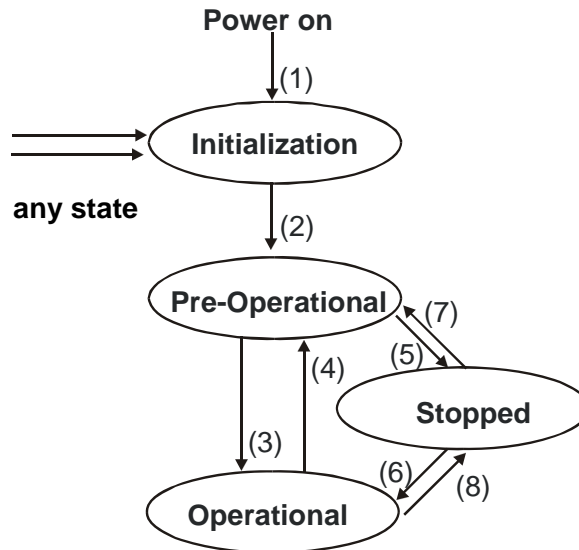 Power on
(1)
Initialization
any state
(2)
Pre-Operational
(7)
(5)
(4)
Stopped
(3)
(6)
(8)
Operational